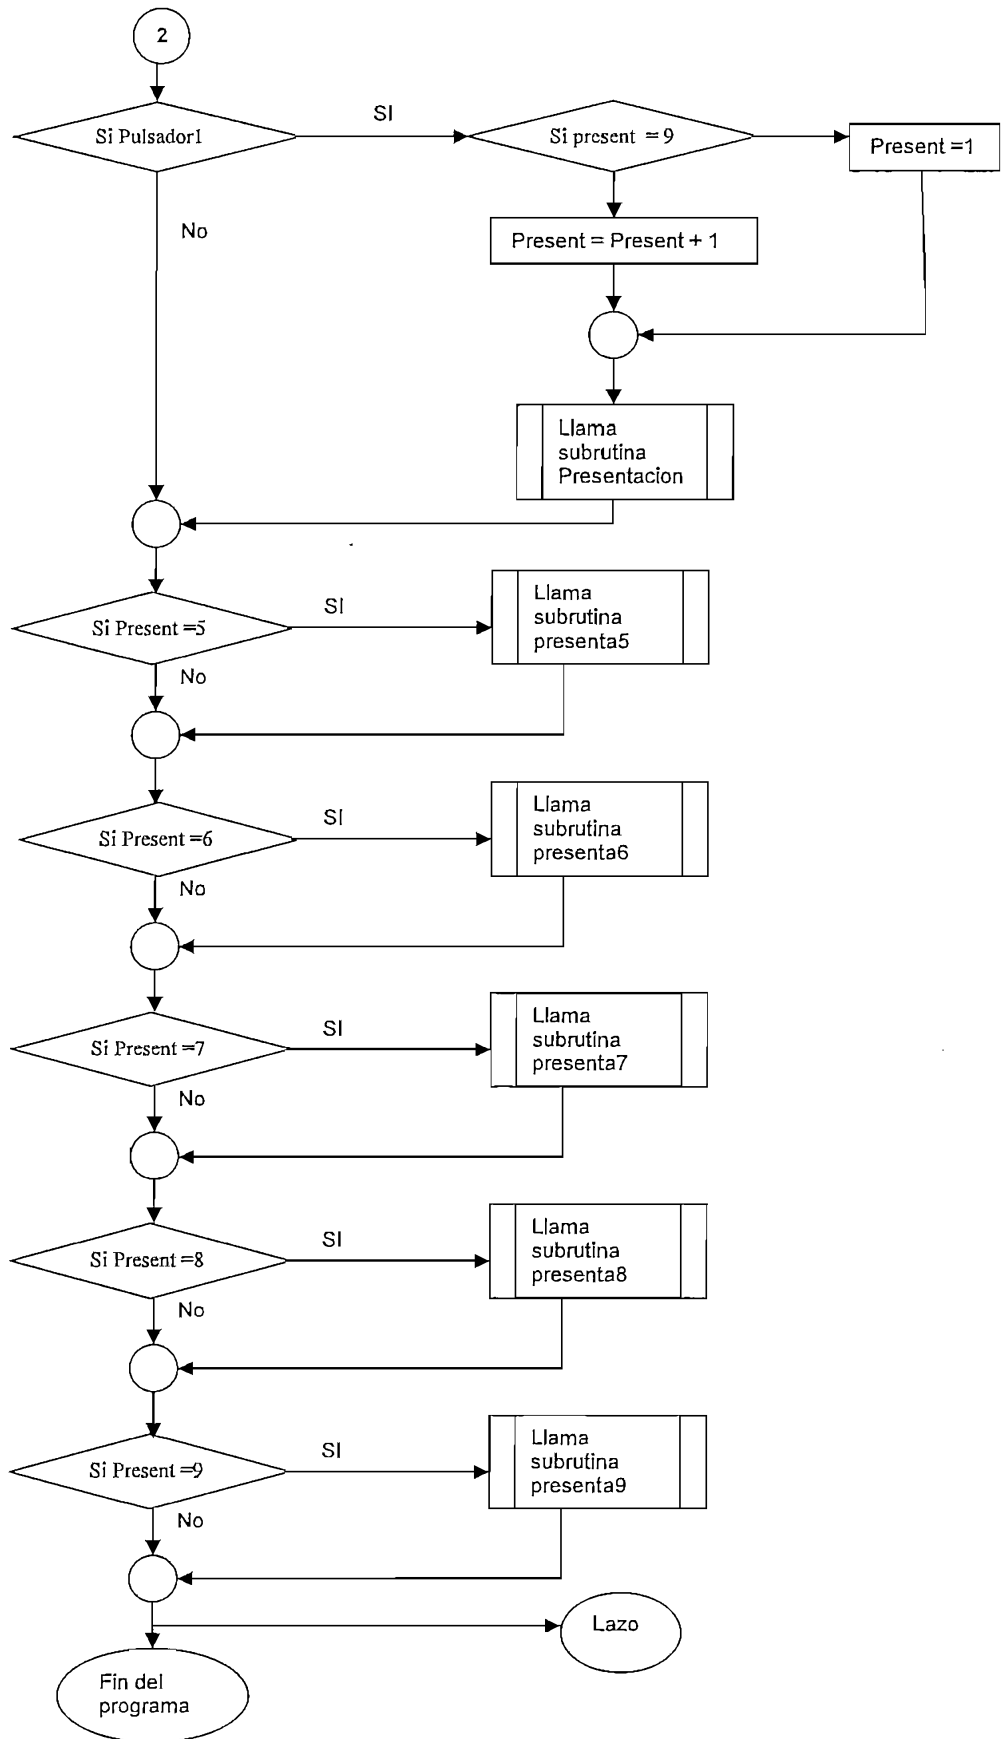 2
Si Pulsador1
SI
Si present = 9
Present =1
No
Present = Present + 1
Llama
subrutina
Presentacion
Si Present =5
SI
Llama
subrutina
presenta5
No
Si Present =6
SI
Llama
subrutina
presenta6
No
Si Present =7
SI
Llama
subrutina
presenta7
No
Si Present =8
SI
Llama
subrutina
presenta8
No
Si Present =9
SI
Llama
subrutina
presenta9
No
Lazo
Fin del
programa